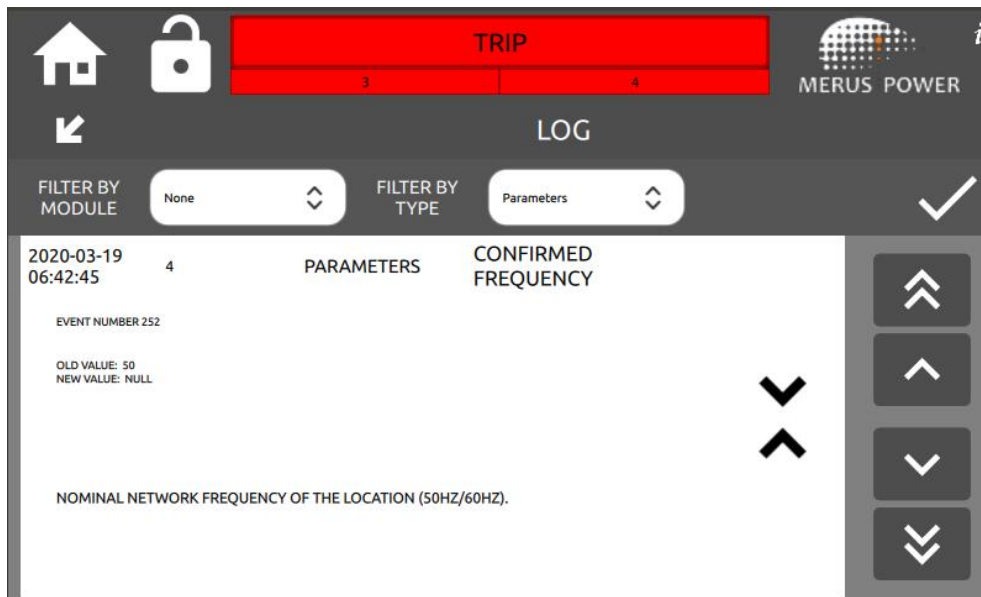 TRIP
3 4
MERUS POWER
i
LOG
FILTER BY
MODULE
None
FILTER BY
TYPE
Parameters
2020-03-19
06:42:45
4
PARAMETERS
CONFIRMED
FREQUENCY
EVENT NUMBER 252
OLD VALUE: 50
NEW VALUE: NULL
NOMINAL NETWORK FREQUENCY OF THE LOCATION (50HZ/60HZ).